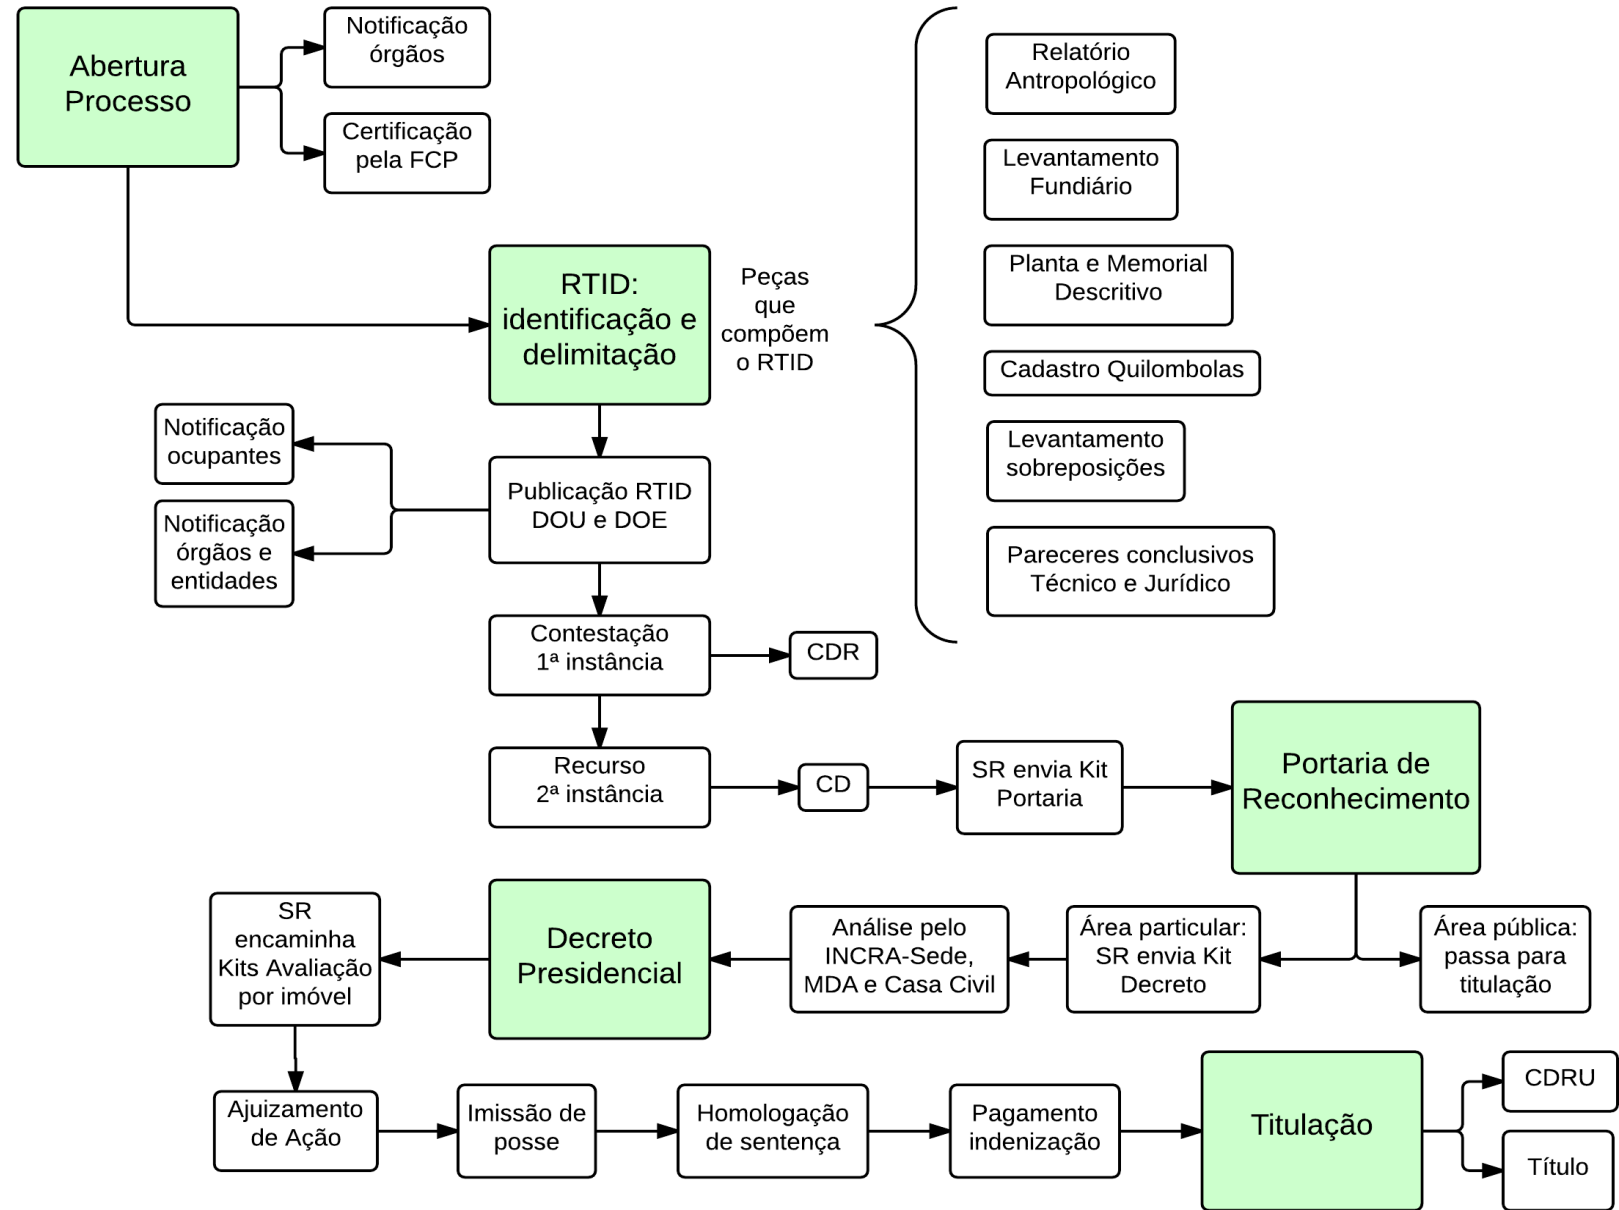 Abertura
Processo
Notificação
órgãos
Certificação
pela FCP
RTID:
identificação e
delimitação
Peças
que
compõem
o RTID
Relatório
Antropológico
Levantamento
Fundiário
Planta e Memorial
Descritivo
Cadastro Quilombolas
Levantamento
sobreposições
Pareceres conclusivos
Técnico e Jurídico
Notificação
ocupantes
Notificação
órgãos e
entidades
Publicação RTID
DOU e DOE
Contestação
1ª instância
CDR
Recurso
2ª instância
CD
SR envia Kit
Portaria
Portaria de
Reconhecimento
Área pública:
passa para
titulação
Área particular:
SR envia Kit
Decreto
Análise pelo
INCRA-Sede,
MDA e Casa Civil
Decreto
Presidencial
SR
encaminha
Kits Avaliação
por imóvel
Ajuizamento
de Ação
Imissão de
posse
Homologação
de sentença
Pagamento
indenização
Titulação
CDRU
Título